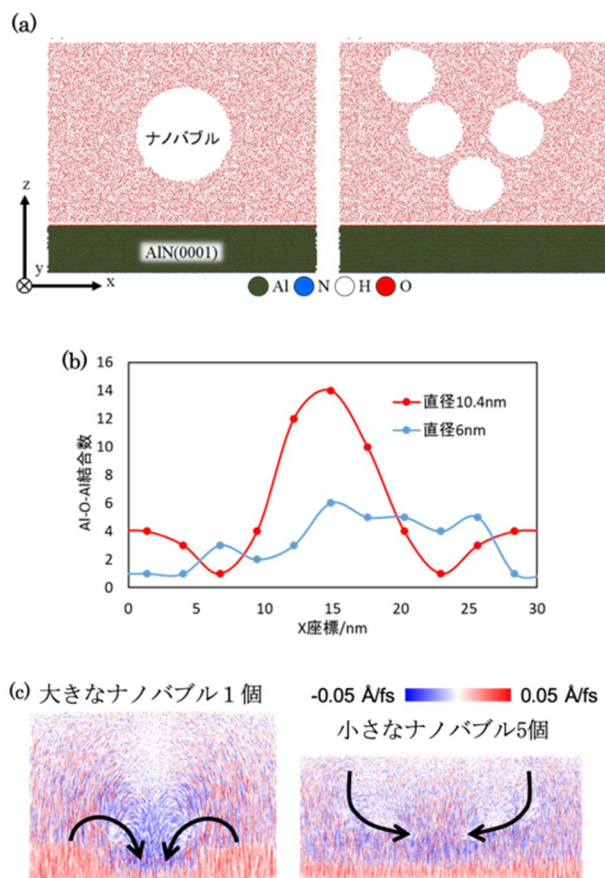 (a)
ナノバブル
z
AlN(0001)
y
x
Al N H O
(b)
16
14
12
10
8
6
4
2
0
Al-O-Al結合数
直径10.4nm
直径6nm
0 5 10 15 20 25 30
X座標/nm
(c) 大きなナノバブル１個
-0.05 Å/fs 0.05 Å/fs
小さなナノバブル5個